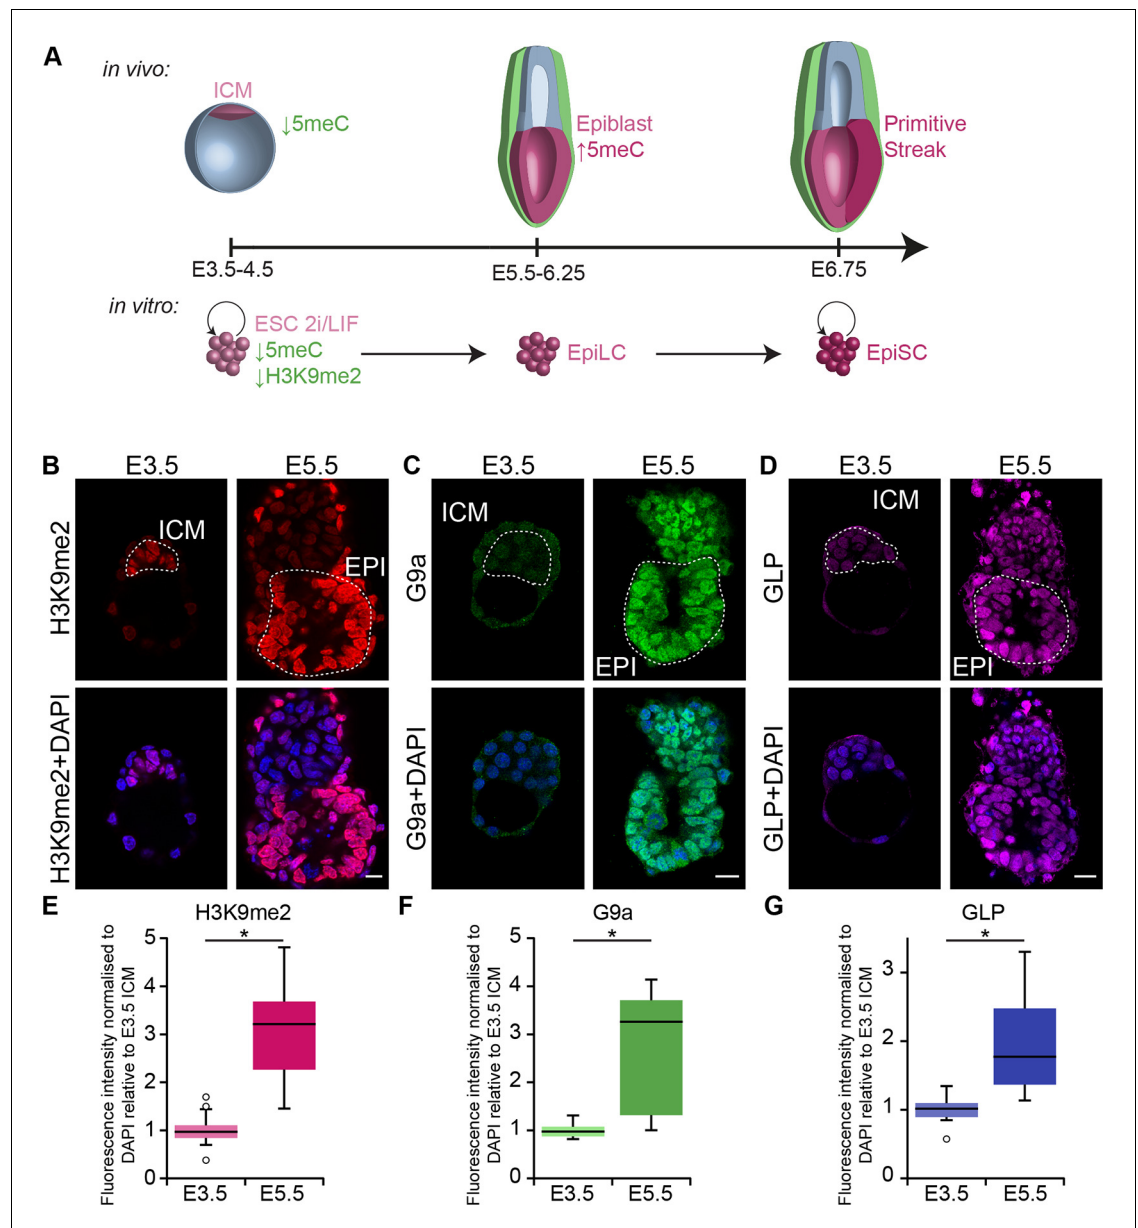 A
in vivo:
ICM
↓5meC
Epiblast
↑5meC
Primitive
Streak
E3.5-4.5
E5.5-6.25
E6.75
in vitro:
ESC 2i/LIF
↓5meC
↓H3K9me2
EpiLC
EpiSC
B
E3.5
E5.5
H3K9me2
ICM
EPI
H3K9me2+DAPI
C
E3.5
E5.5
G9a
ICM
EPI
G9a+DAPI
D
E3.5
E5.5
GLP
ICM
EPI
GLP+DAPI
E
H3K9me2
Fluorescence intensity normalised to
DAPI relative to E3.5 ICM
5
4
3
2
1
0
*
E3.5
E5.5
F
G9a
Fluorescence intensity normalised to
DAPI relative to E3.5 ICM
5
4
3
2
1
0
*
E3.5
E5.5
G
GLP
Fluorescence intensity normalised to
DAPI relative to E3.5 ICM
3
2
1
0
*
E3.5
E5.5